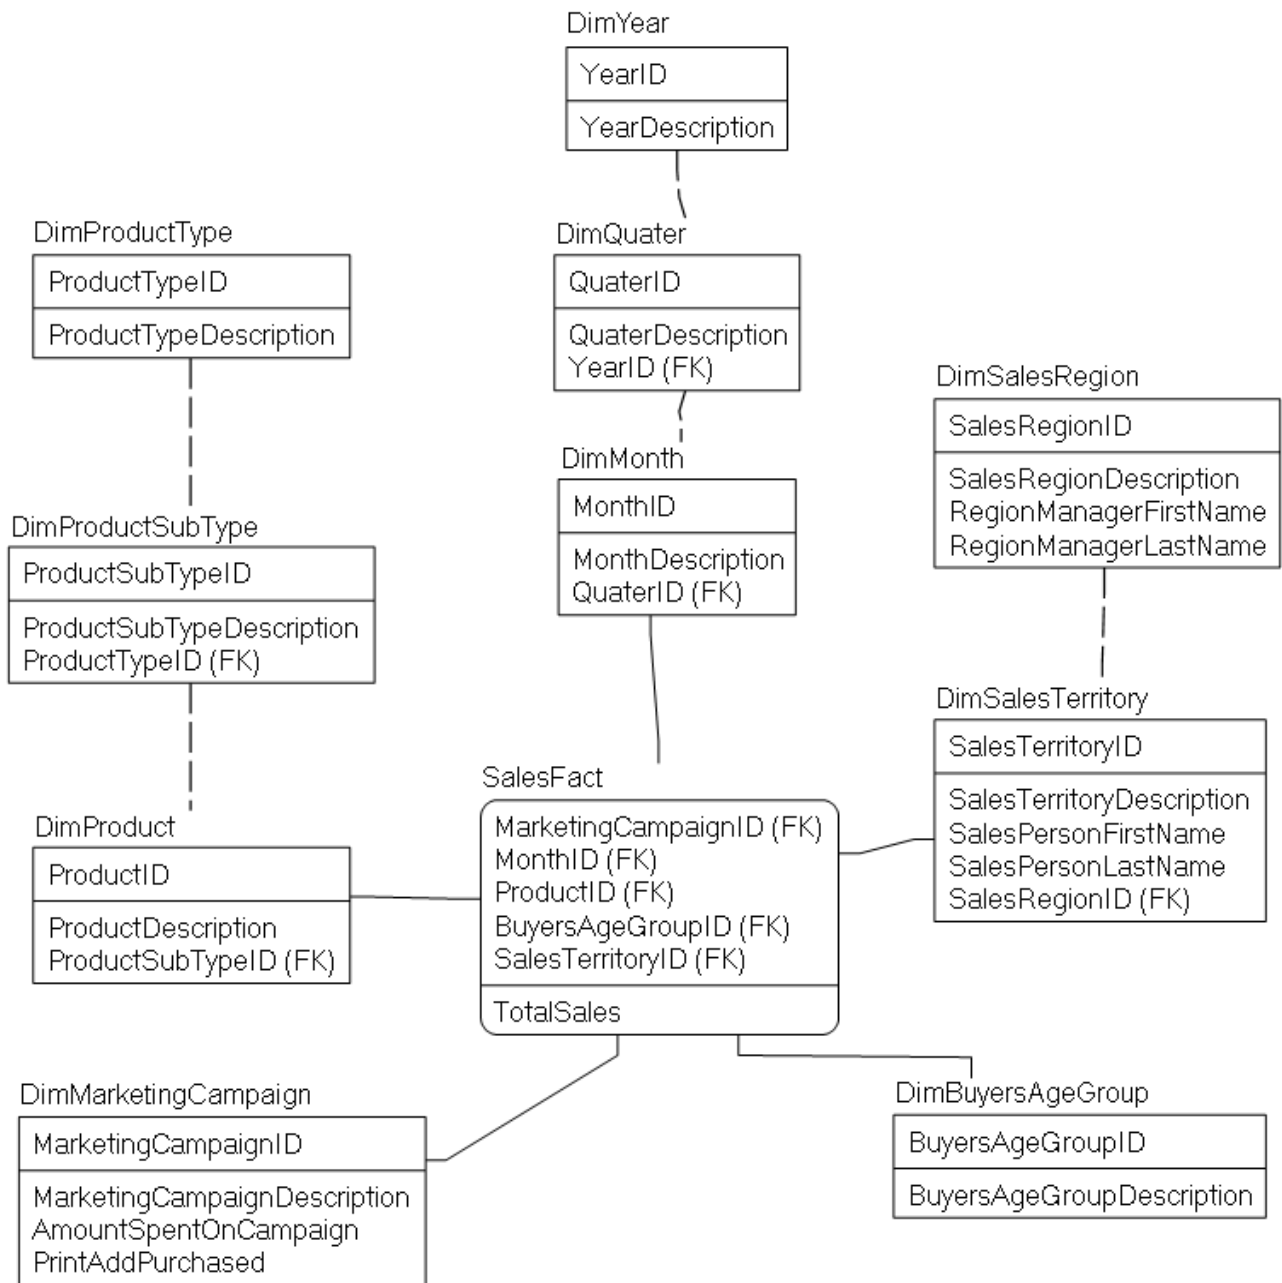 DimYear
YearID
YearDescription
DimProductType
ProductTypeID
ProductTypeDescription
DimQuater
QuaterID
QuaterDescription
YearID (FK)
DimSalesRegion
SalesRegionID
SalesRegionDescription
RegionManagerFirstName
RegionManagerLastName
DimMonth
MonthID
MonthDescription
QuaterID (FK)
DimProductSubType
ProductSubTypeID
ProductSubTypeDescription
ProductTypeID (FK)
DimSalesTerritory
SalesTerritoryID
SalesTerritoryDescription
SalesPersonFirstName
SalesPersonLastName
SalesRegionID (FK)
SalesFact
MarketingCampaignID (FK)
MonthID (FK)
ProductID (FK)
BuyersAgeGroupID (FK)
SalesTerritoryID (FK)
TotalSales
DimProduct
ProductID
ProductDescription
ProductSubTypeID (FK)
DimMarketingCampaign
MarketingCampaignID
MarketingCampaignDescription
AmountSpentOnCampaign
PrintAddPurchased
DimBuyersAgeGroup
BuyersAgeGroupID
BuyersAgeGroupDescription